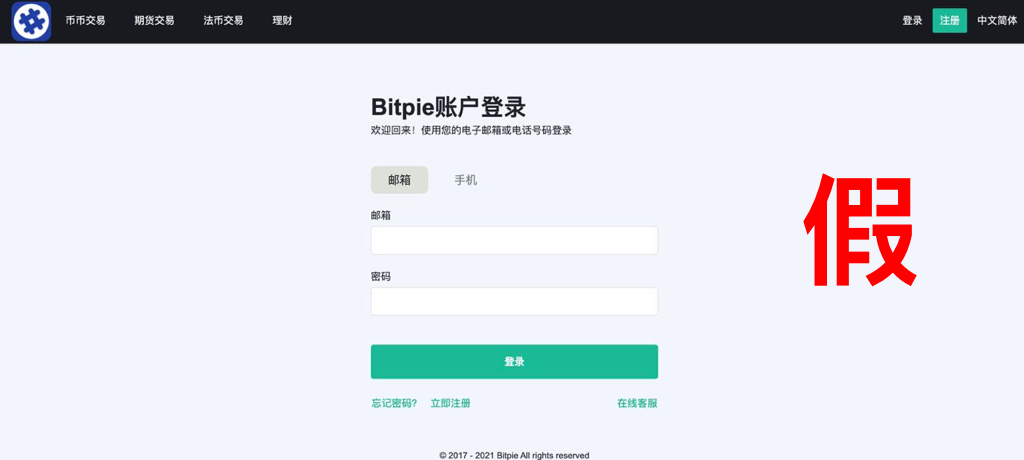 币币交易 期货交易 法币交易 理财 登录 注册 中文简体
Bitpie账户登录
欢迎回来！使用您的电子邮箱或电话号码登录
邮箱 手机
邮箱
假
密码
登录
忘记密码? 立即注册 在线客服
© 2017 - 2021 Bitpie All rights reserved